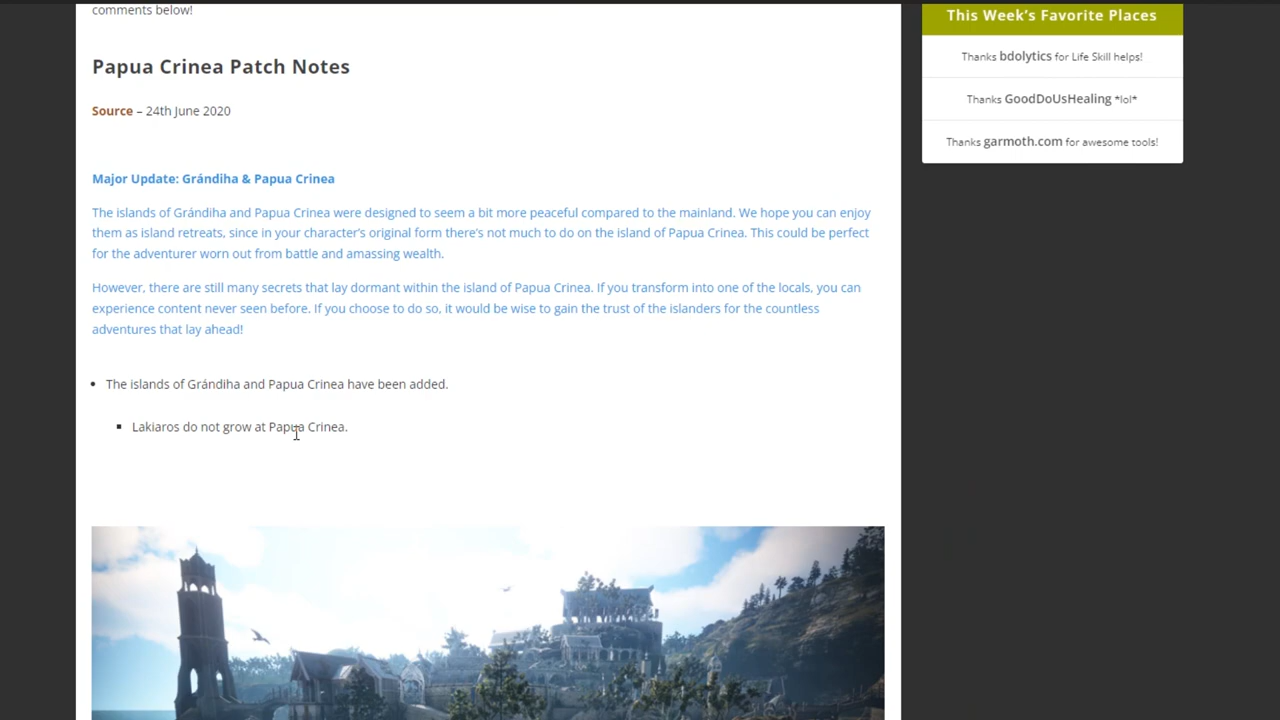 comments below!
Papua Crinea Patch Notes
Source – 24th June 2020
Major Update: Grándiha & Papua Crinea
The islands of Grándiha and Papua Crinea were designed to seem a bit more peaceful compared to the mainland. We hope you can enjoy
them as island retreats, since in your character's original form there's not much to do on the island of Papua Crinea. This could be perfect
for the adventurer worn out from battle and amassing wealth.
However, there are still many secrets that lay dormant within the island of Papua Crinea. If you transform into one of the locals, you can
experience content never seen before. If you choose to do so, it would be wise to gain the trust of the islanders for the countless
adventures that lay ahead!
The islands of Grándiha and Papua Crinea have been added.
Lakiaros do not grow at Papua Crinea.
This Week's Favorite Places
Thanks bdolytics for Life Skill helps!
Thanks GoodDoUsHealing *lol*
Thanks garmoth.com for awesome tools!